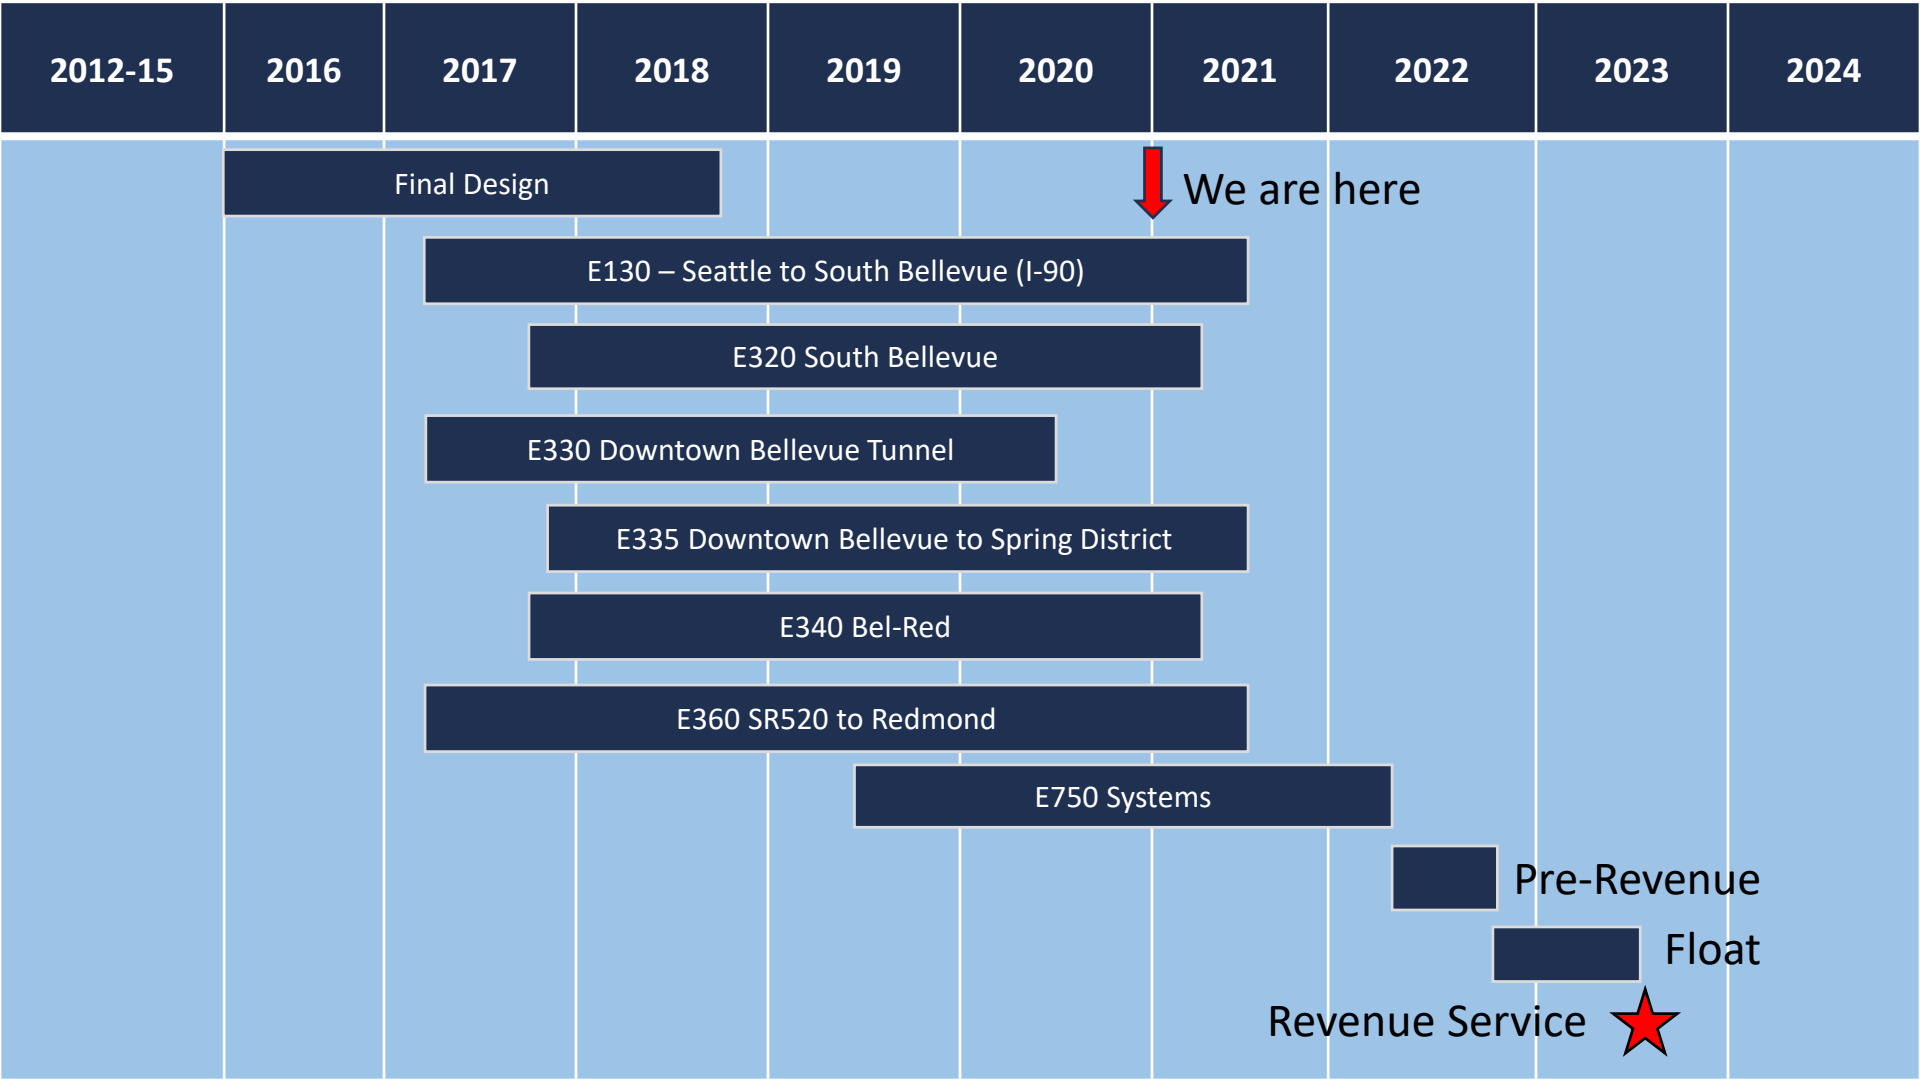 2012-15 2016 2017 2018 2019 2020 2021 2022 2023 2024
Final Design
We are here
E130 – Seattle to South Bellevue (I-90)
E320 South Bellevue
E330 Downtown Bellevue Tunnel
E335 Downtown Bellevue to Spring District
E340 Bel-Red
E360 SR520 to Redmond
E750 Systems
Pre-Revenue
Float
Revenue Service